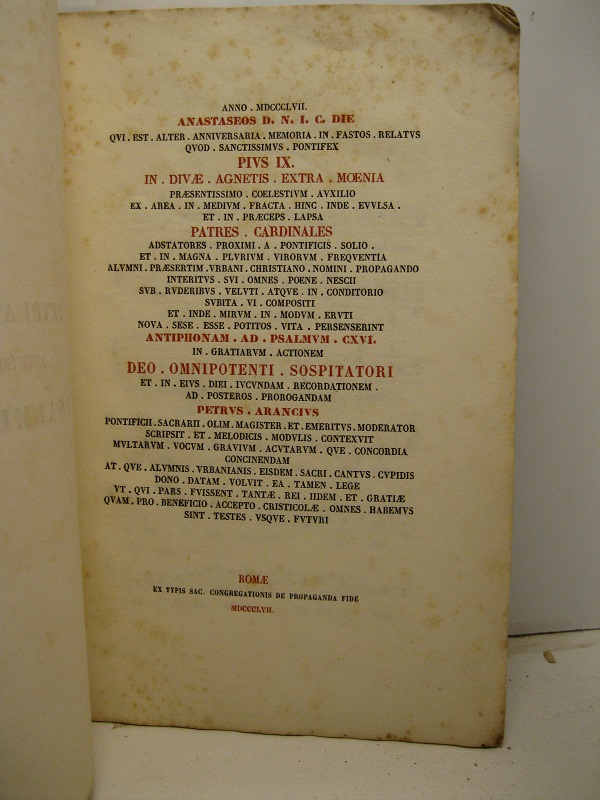 ANNO . MDCCCLVII.
ANASTASEOS D. N. I. C. DIE
QVI . EST . ALTER . ANNIVERSARIA . MEMORIA . IN . FASTOS . RELATVS
QVOD . SANCTISSIMVS . PONTIFEX
PIVS IX.
IN . DIVÆ . AGNETIS . EXTRA . MŒNIA
PRÆSENTISSIMO . COELESTIVM . AVXILIO
EX . AREA . IN . MEDIVM . FRACTA . HINC . INDE . EVVLSA .
ET . IN . PRÆCEPS . LAPSA
PATRES . CARDINALES
ADSTATORES . PROXIMI . A . PONTIFICIS . SOLIO .
ET . IN . MAGNA . PLVRIVM . VIRORVM . FREQVENTIA
ALVMNI . PRÆSERTIM . VRBANI . CHRISTIANO . NOMINI . PROPAGANDO
INTERITVS . SVI . OMNES . POENE . NESCII
SVB . RVDERIBVS . VELVTI . ATQVE . IN . CONDITORIO
SVBITA . VI . COMPOSITI
ET . INDE . MIRVM . IN . MODVM . ERVTI
NOVA . SESE . ESSE . POTITOS . VITA . PERSENSERINT
ANTIPHONAM . AD . PSALMVM . CXVI.
IN . GRATIARVM . ACTIONEM
DEO . OMNIPOTENTI . SOSPITATORI
ET . IN . EIVS . DIEI . IVCVNDAM . RECORDATIONEM .
AD . POSTEROS . PROROGANDAM
PETRVS . ARANCIVS
PONTIFICII . SACRARII . OLIM . MAGISTER . ET . EMERITVS . MODERATOR
SCRIPSIT . ET . MELODICIS . MODVLIS . CONTEXVIT
MVLTARVM . VOCVM . GRAVIVM . ACVTARVM . QVE . CONCORDIA
CONCINENDAM
AT . QVE . ALVMNIS . VRBANIANIS . EISDEM . SACRI . CANTVS . CVPIDIS
DONO . DATAM . VOLVIT . EA . TAMEN . LEGE
VT . QVI . PARS . FVISSENT . TANTÆ . REI . IIDEM . ET . GRATIÆ
QVAM . PRO . BENEFICIO . ACCEPTO . CRISTICOLÆ . OMNES . HABEMVS
SINT . TESTES . VSQVE . FVTVRI
ROMÆ
EX TYPIS SAC. CONGREGATIONIS DE PROPAGANDA FIDE
MDCCCLVII.